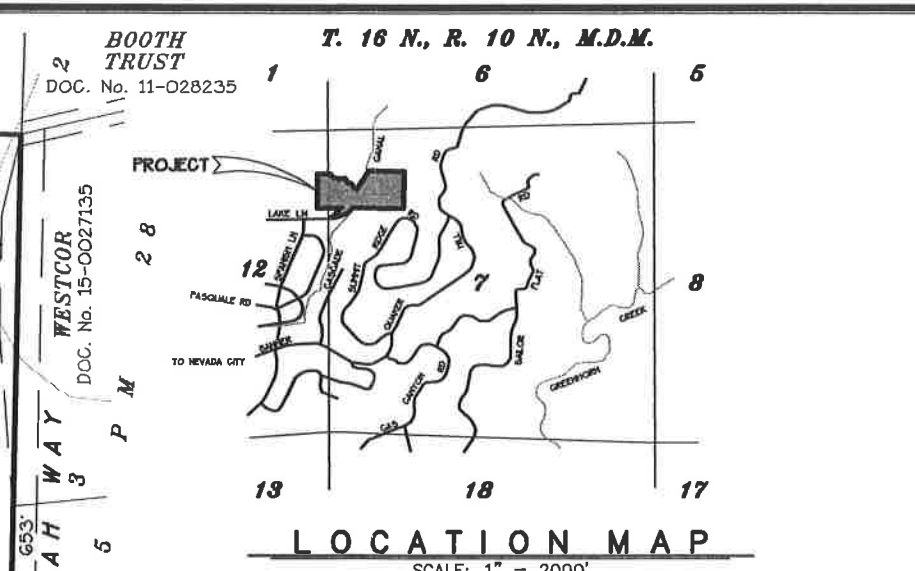 BOOTH
TRUST
DOC. No. 11-028235
2
WESTCOR
DOC. No. 15-0027135
28
P M
3
5
AH WAY
653'
T. 16 N., R. 10 N., M.D.M.
1
6
5
PROJECT
CANAL
RD
LAKE LN
SPANISH LN
CASCADE
SUMMIT
RIDGE
RD
HILL
QUAKER
RD
FLAT
12
7
8
PASQUALE RD
BANNER
TO NEVADA CITY
GAS
CANYON
RD
GREENHORN
CREEK
13
18
17
LOCATION MAP
SCALE: 1" = 2000'